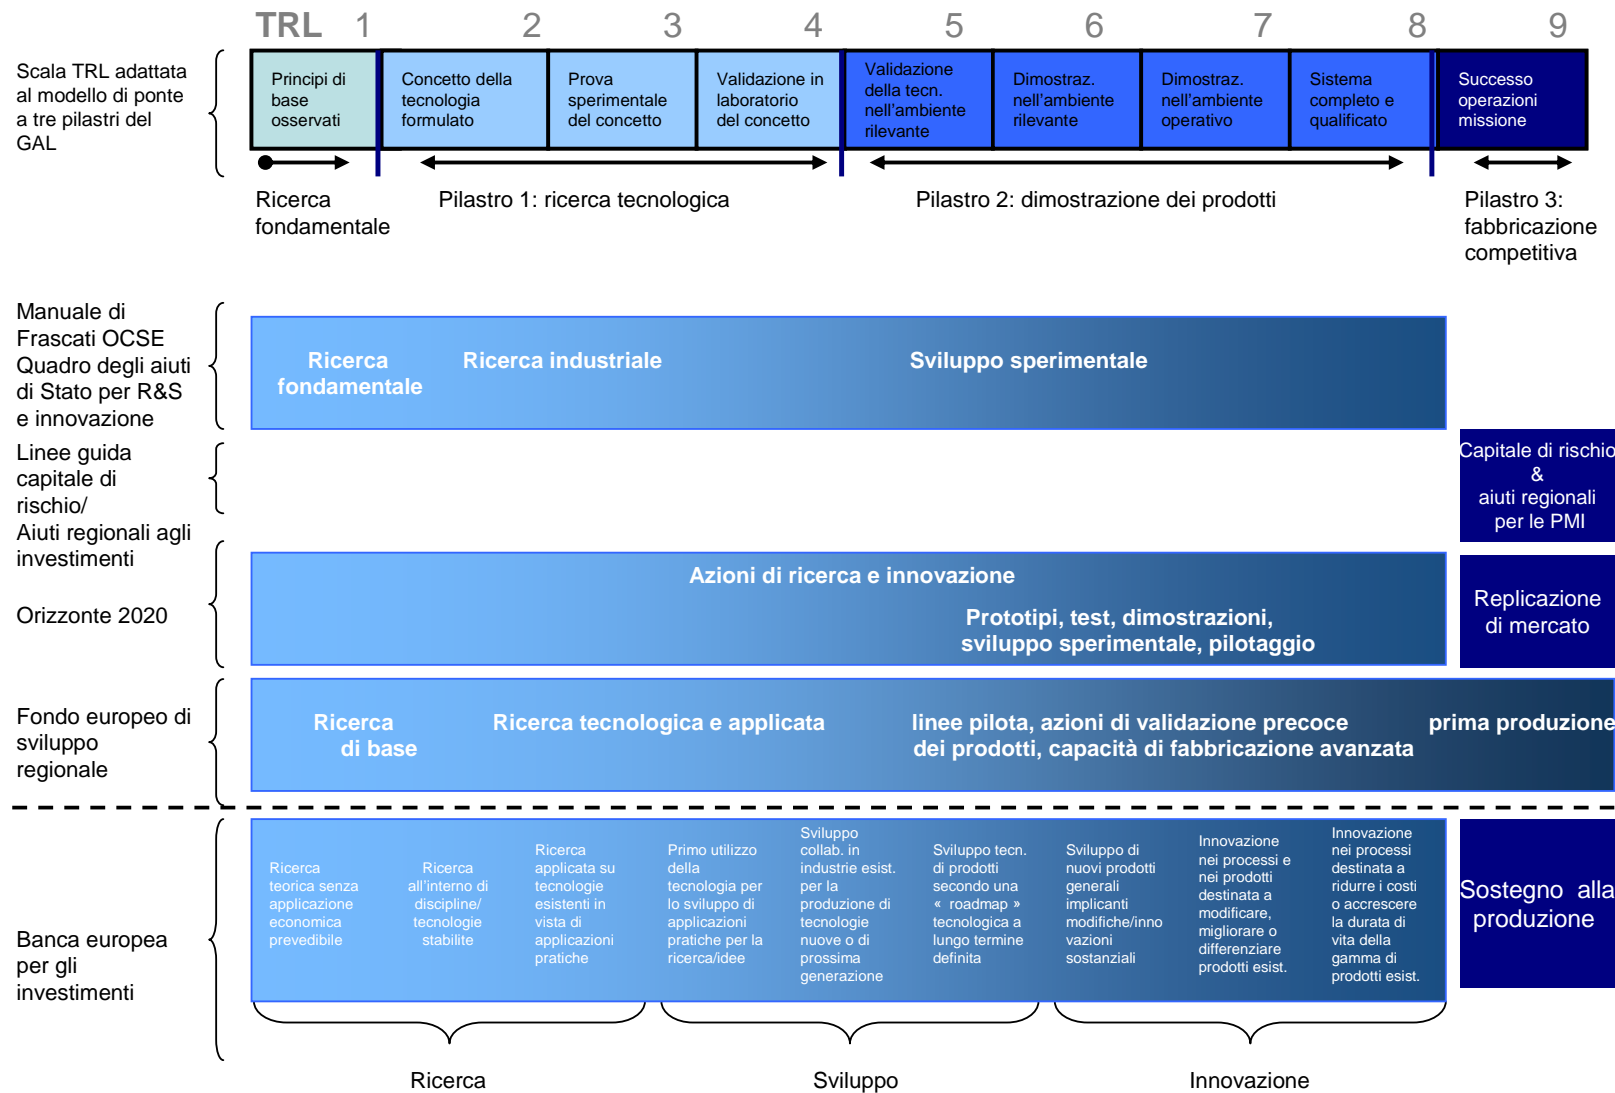 TRL 1 2 3 4 5 6 7 8 9
Scala TRL adattata
al modello di ponte
a tre pilastri del
GAL
Principi di
base
osservati
Concetto della
tecnologia
formulato
Prova
sperimentale
del concetto
Validazione in
laboratorio
del concetto
Validazione
della tecn.
nell'ambiente
rilevante
Dimostraz.
nell'ambiente
rilevante
Dimostraz.
nell'ambiente
operativo
Sistema
completo e
qualificato
Successo
operazioni
missione
Ricerca
fondamentale
Pilastro 1: ricerca tecnologica
Pilastro 2: dimostrazione dei prodotti
Pilastro 3:
fabbricazione
competitiva
Manuale di
Frascati OCSE
Quadro degli aiuti
di Stato per R&S
e innovazione
Ricerca
fondamentale
Ricerca industriale
Sviluppo sperimentale
Linee guida
capitale di
rischio/
Aiuti regionali agli
investimenti
Capitale di rischio
&
aiuti regionali
per le PMI
Orizzonte 2020
Azioni di ricerca e innovazione
Prototipi, test, dimostrazioni,
sviluppo sperimentale, pilotaggio
Replicazione
di mercato
Fondo europeo di
sviluppo
regionale
Ricerca
di base
Ricerca tecnologica e applicata
linee pilota, azioni di validazione precoce
dei prodotti, capacità di fabbricazione avanzata
prima produzione
Banca europea
per gli
investimenti
Ricerca
teorica senza
applicazione
economica
prevedibile
Ricerca
all'interno di
discipline/
tecnologie
stabilite
Ricerca
applicata su
tecnologie
esistenti in
vista di
applicazioni
pratiche
Primo utilizzo
della
tecnologia per
lo sviluppo di
applicazioni
pratiche per la
ricerca/idee
Sviluppo
collab. in
industrie esist.
per la
produzione di
tecnologie
nuove o di
prossima
generazione
Sviluppo tecn.
di prodotti
secondo una
« roadmap »
tecnologica a
lungo termine
definita
Sviluppo di
nuovi prodotti
generali
implicanti
modifiche/inno
vazioni
sostanziali
Innovazione
nei processi e
nei prodotti
destinata a
modificare,
migliorare o
differenziare
prodotti esist.
Innovazione
nei processi
destinata a
ridurre i costi
o accrescere
la durata di
vita della
gamma di
prodotti esist.
Sostegno alla
produzione
Ricerca
Sviluppo
Innovazione